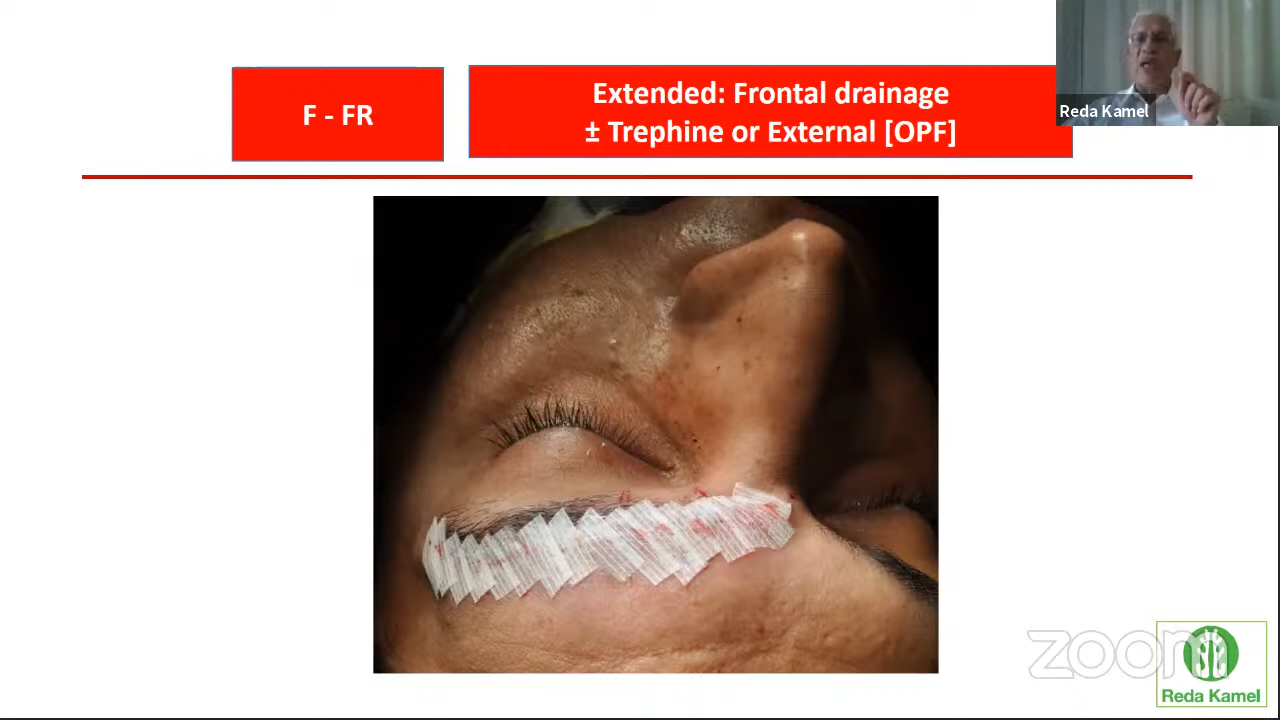 F - FR
Extended: Frontal drainage
± Trephine or External [OPF]
Reda Kamel
zoom
Reda Kamel